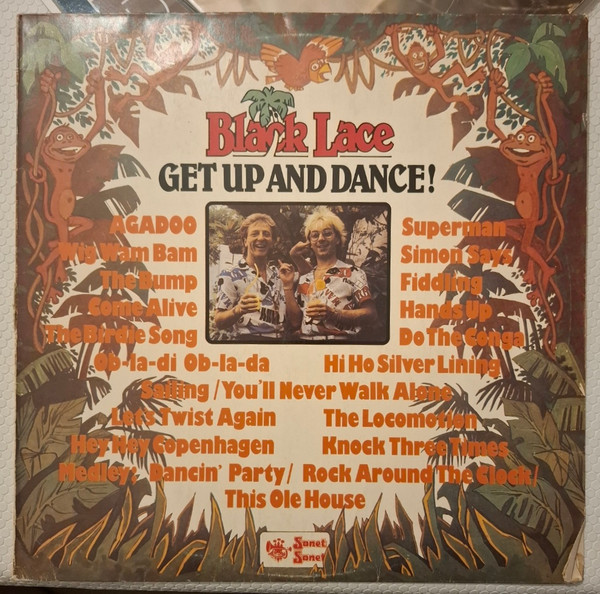 Black Lace
GET UP AND DANCE!
AGADOO
Wig Wam Bam
The Bump
Come Alive
The Birdie Song
Superman
Simon Says
Fiddling
Hands Up
Do The Conga
Ob-la-di Ob-la-da
Hi Ho Silver Lining
Sailing / You'll Never Walk Alone
Let's Twist Again
The Locomotion
Hey Hey Copenhagen
Knock Three Times
Medley: Dancin' Party/ Rock Around The Clock/
This Ole House
Sonet
Sonet